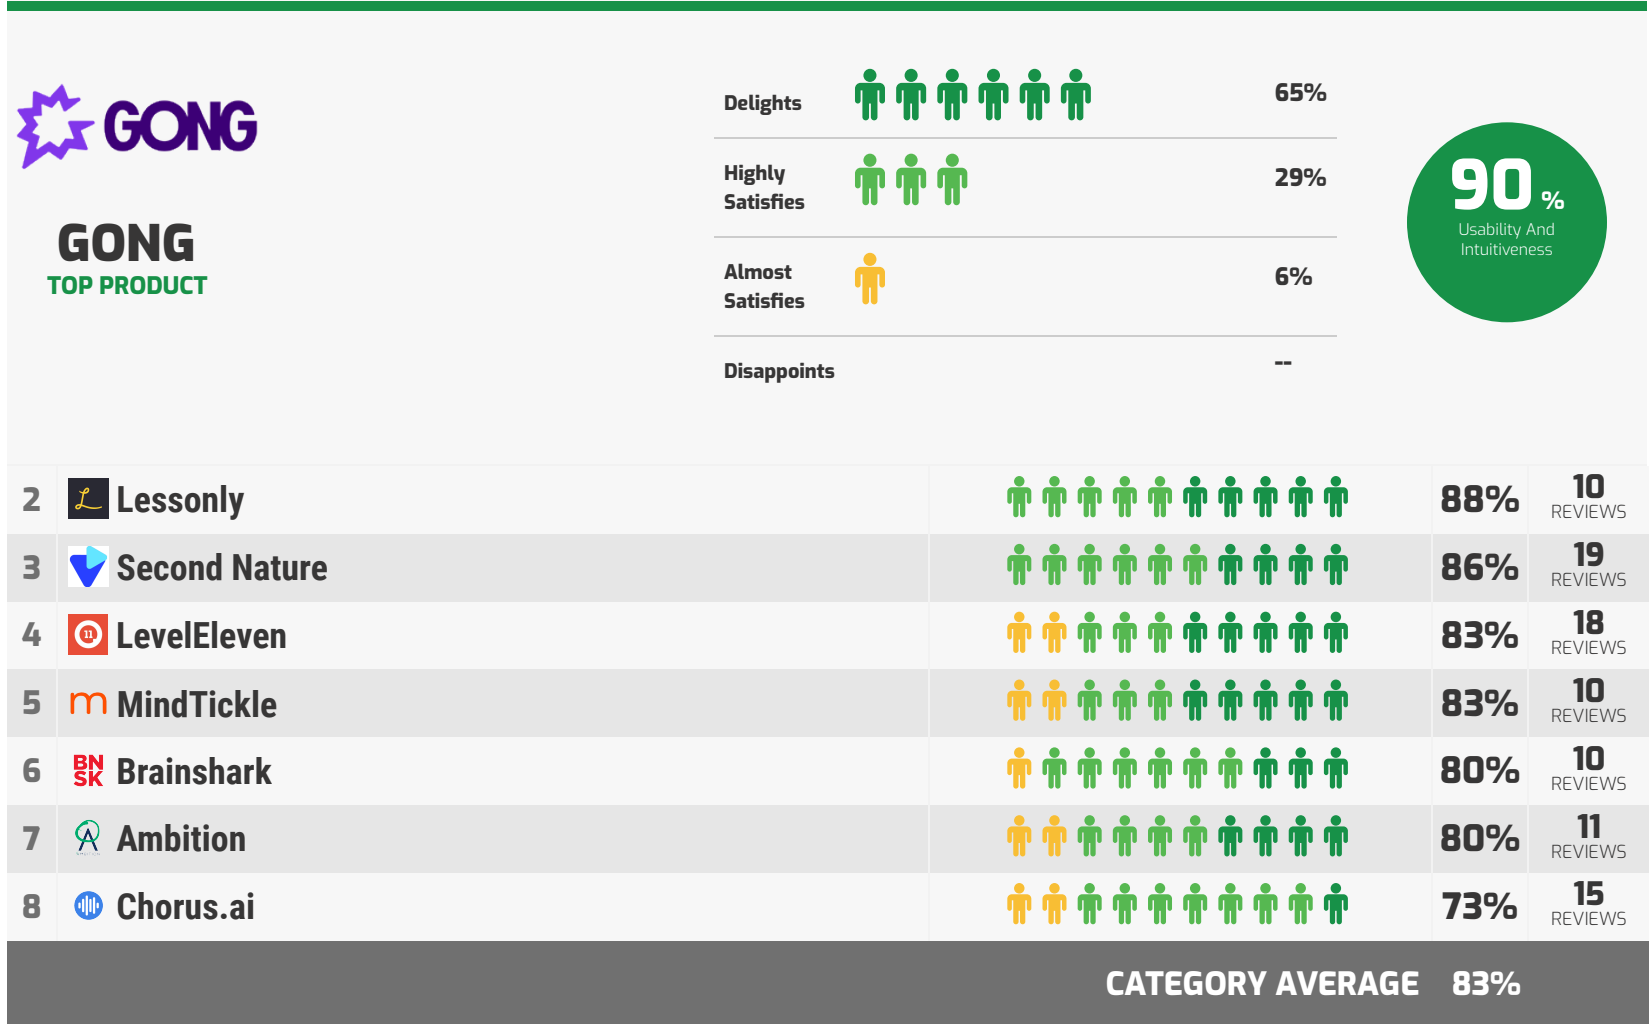 GONG
GONG
TOP PRODUCT
Delights
65%
Highly
Satisfies
29%
Almost
Satisfies
6%
Disappoints
--
90 %
Usability And
Intuitiveness
2 L Lessonly 88% 10 REVIEWS
3 Second Nature 86% 19 REVIEWS
4 11 LevelEleven 83% 18 REVIEWS
5 m MindTickle 83% 10 REVIEWS
6 BN SK Brainshark 80% 10 REVIEWS
7 A Ambition 80% 11 REVIEWS
8 Chorus.ai 73% 15 REVIEWS
CATEGORY AVERAGE 83%